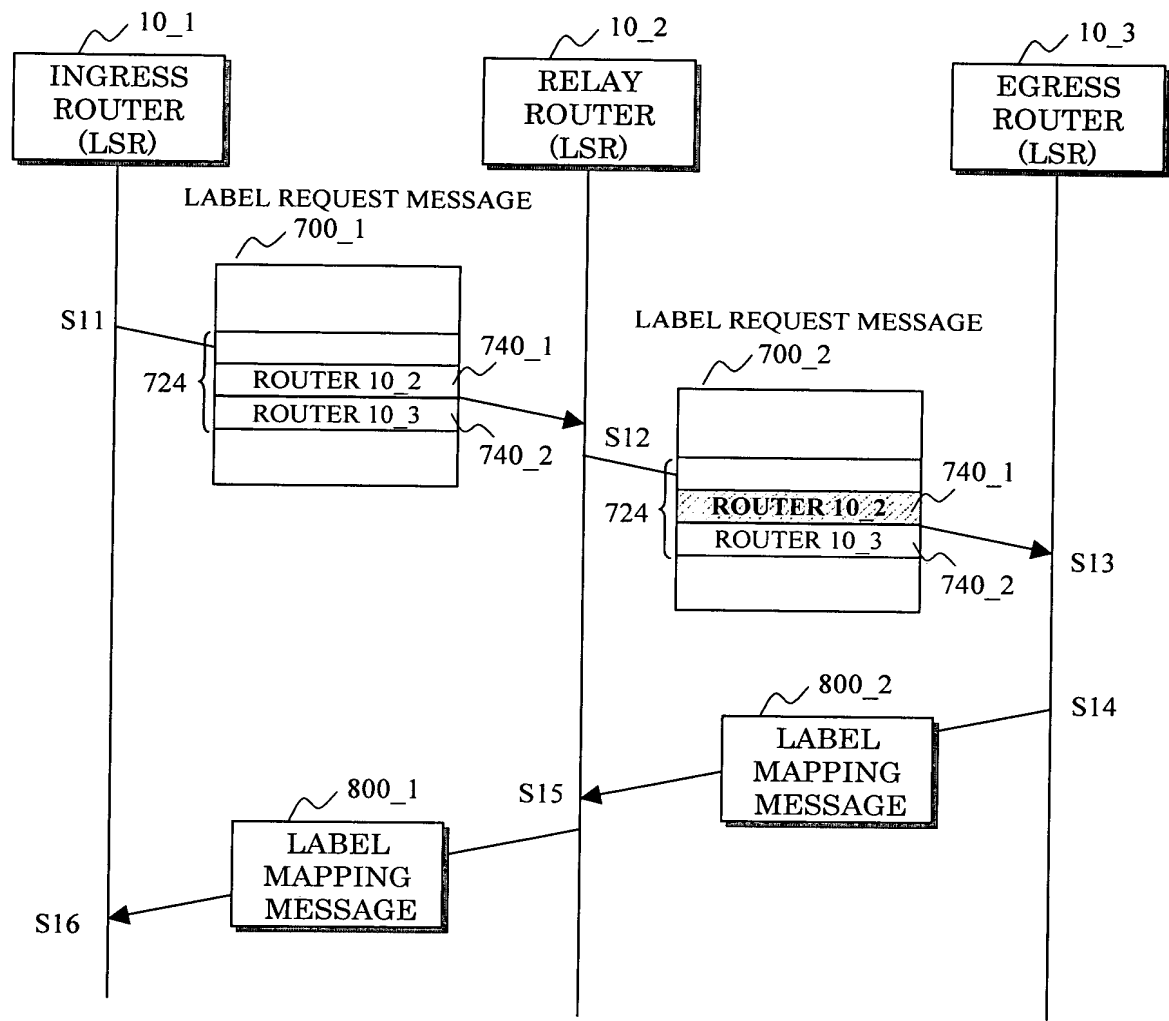 10_1
10_2
10_3
INGRESS
ROUTER
(LSR)
RELAY
ROUTER
(LSR)
EGRESS
ROUTER
(LSR)
LABEL REQUEST MESSAGE
700_1
S11
724
ROUTER 10_2
ROUTER 10_3
740_1
740_2
LABEL REQUEST MESSAGE
700_2
S12
724
ROUTER 10_2
ROUTER 10_3
740_1
740_2
S13
800_2
S14
LABEL
MAPPING
MESSAGE
S15
800_1
LABEL
MAPPING
MESSAGE
S16